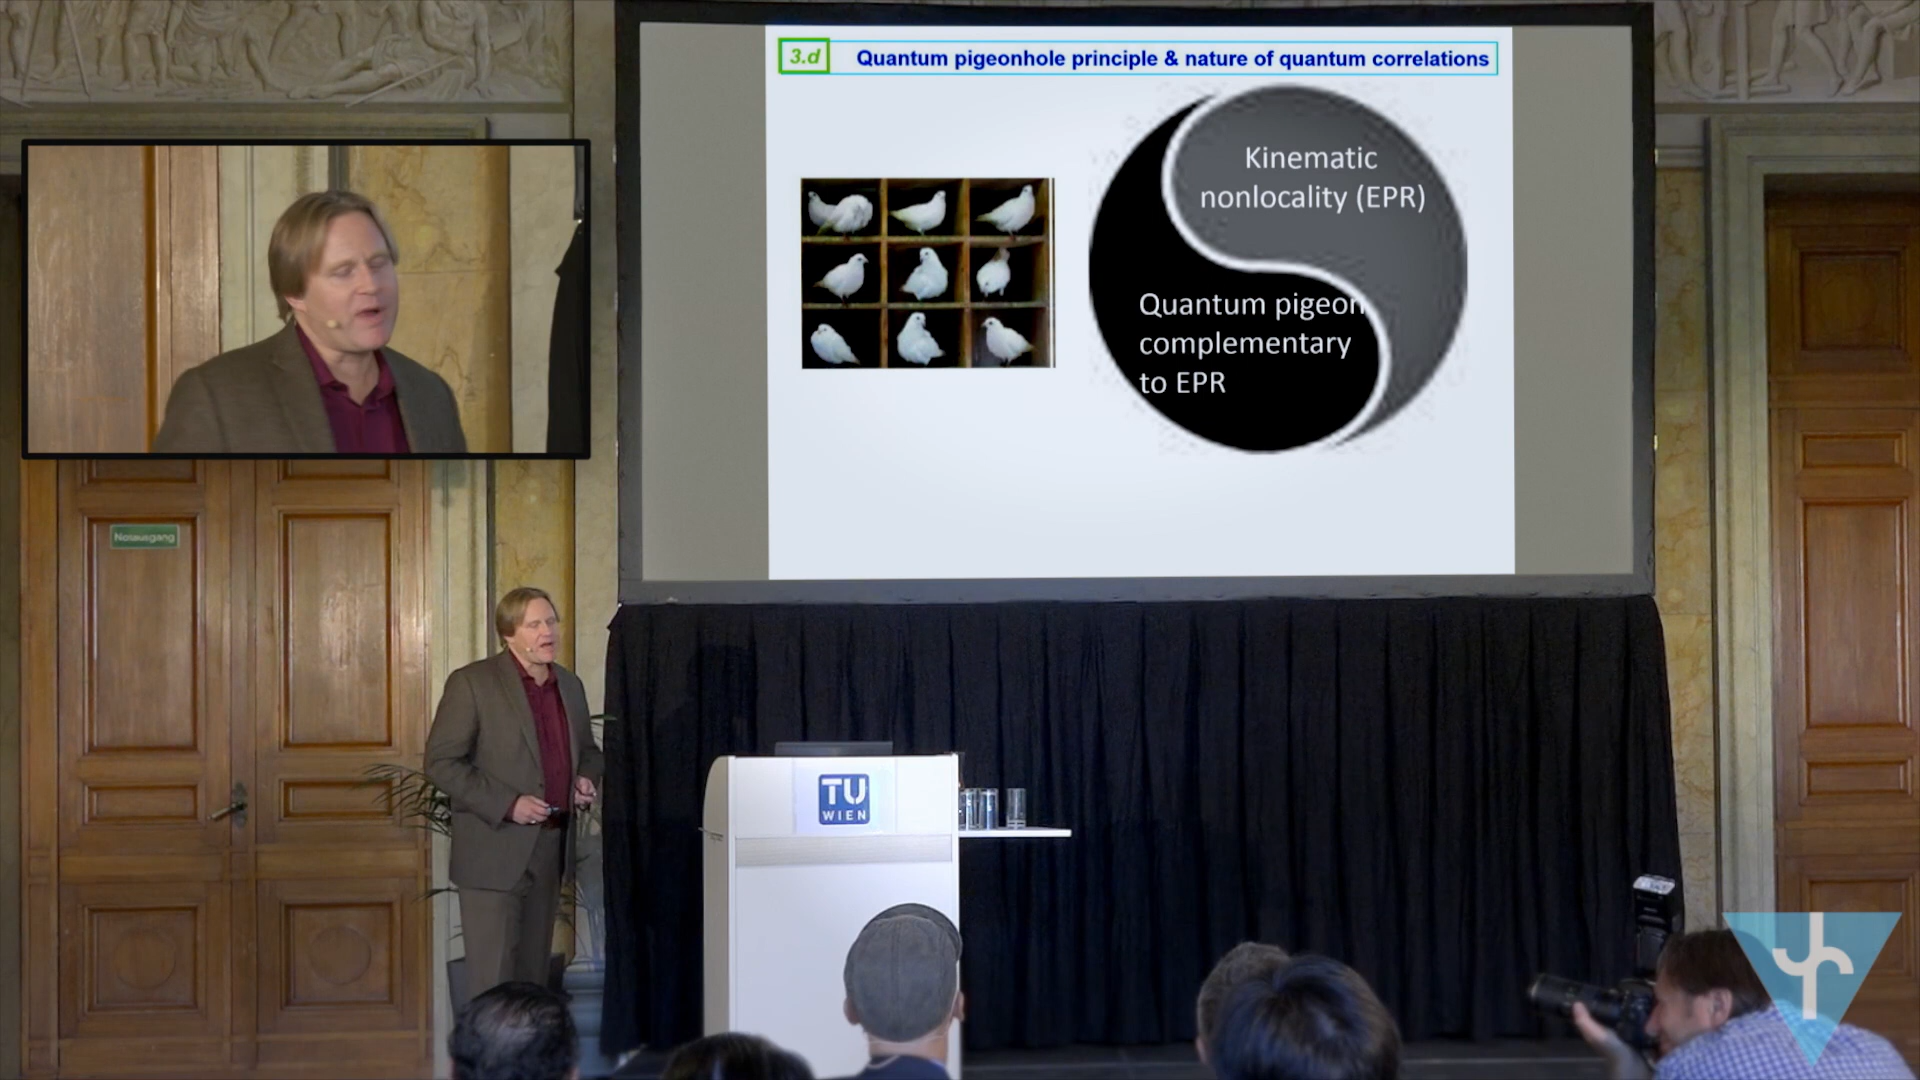 3.d Quantum pigeonhole principle & nature of quantum correlations
Kinematic
nonlocality (EPR)
Quantum pigeon
complementary
to EPR
Notausgang
TU
WIEN